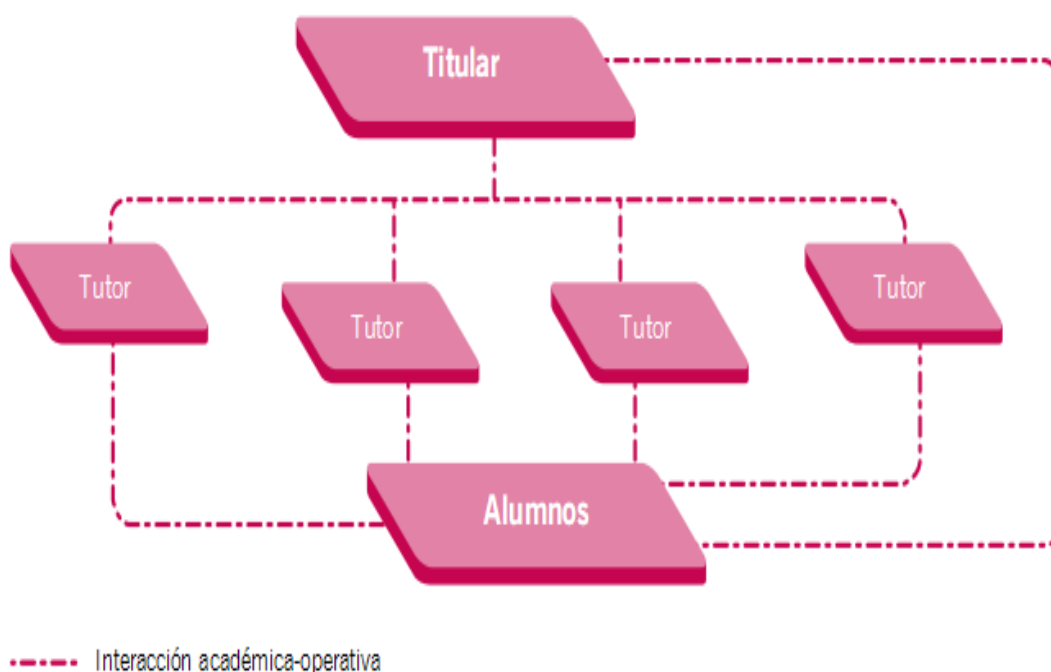 Titular
Tutor
Tutor
Tutor
Tutor
Alumnos
Interacción académica-operativa